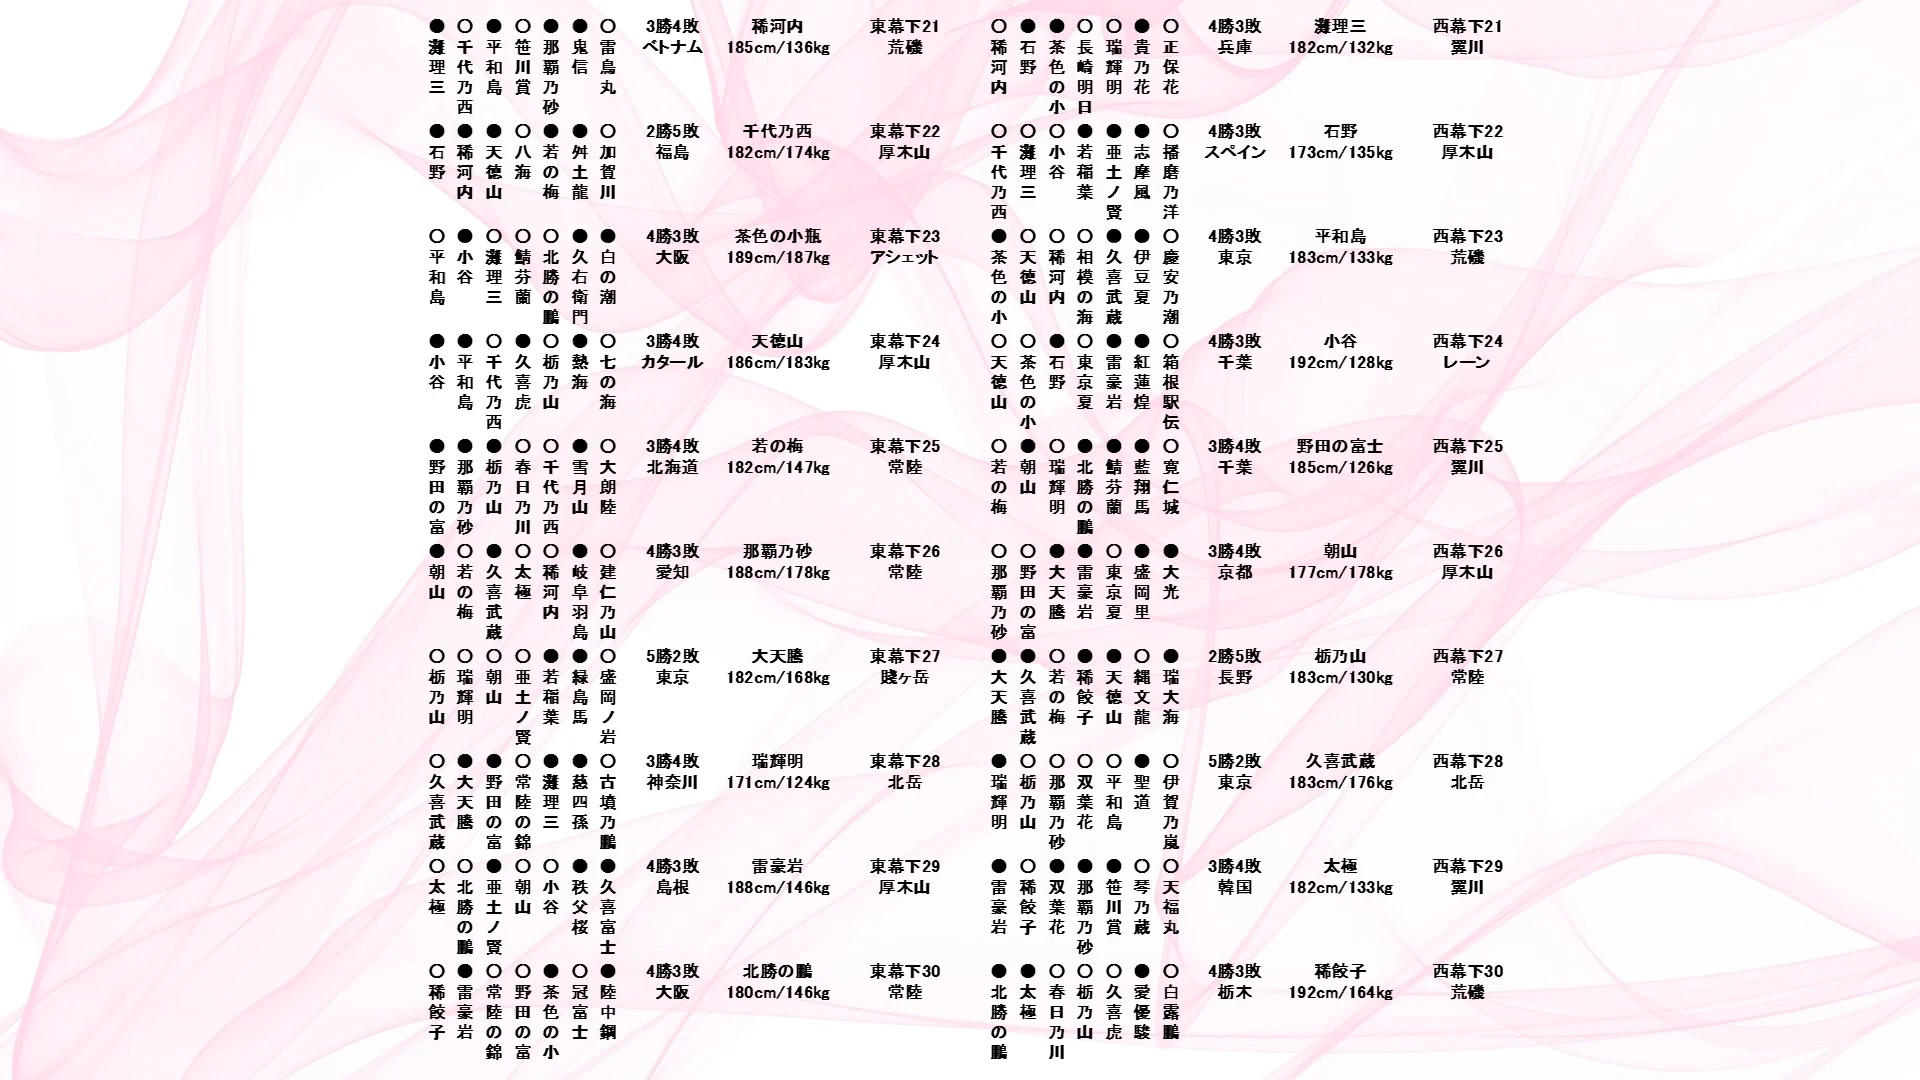 ●○●○●●○ 3勝4敗 稀河内 東幕下21
灘理三 千代乃西 平和島 笹川賞 那覇乃砂 鬼信 雷鳥丸 ベトナム 185cm/136kg 荒磯
○●●○○●○ 4勝3敗 灘理三 西幕下21
稀河内 石野 茶色の小 長崎明日 瑞輝明 貴乃花 正保花 兵庫 182cm/132kg 翼川
●●●○●●○ 2勝5敗 千代乃西 東幕下22
石野 稀河内 天徳山 八海 若の梅 舛土龍 加賀川 福島 182cm/174kg 厚木山
○○○●●●○ 4勝3敗 石野 西幕下22
千代乃西 灘理三 小谷 若稲葉 亜土ノ賢 志摩風 播磨乃洋 スペイン 173cm/135kg 厚木山
○●○○○●● 4勝3敗 茶色の小瓶 東幕下23
平和島 小谷 灘理三 鯖芬蘭 北勝の鵬 久右衛門 白の潮 大阪 189cm/187kg アシェット
●○○○●●○ 4勝3敗 平和島 西幕下23
茶色の小 天徳山 稀河内 相模の海 久喜武蔵 伊豆夏 慶安乃潮 東京 183cm/133kg 荒磯
●●○●○●○ 3勝4敗 天徳山 東幕下24
小谷 平和島 千代乃西 久喜虎 栃乃山 熱海 七の海 カタール 186cm/183kg 厚木山
○○●○●●○ 4勝3敗 小谷 西幕下24
天徳山 茶色の小 石野 東京夏 雷豪岩 紅蓮煌 箱根駅伝 千葉 192cm/128kg レーン
●●●○○●○ 3勝4敗 若の梅 東幕下25
野田の富 那覇乃砂 栃乃山 春日乃川 千代乃西 雪月山 大朗陸 北海道 182cm/147kg 常陸
○●○●●●○ 3勝4敗 野田の富士 西幕下25
若の梅 朝山 瑞輝明 北勝の鵬 鯖芬蘭 藍翔馬 寛仁城 千葉 185cm/126kg 翼川
●○●○○●○ 4勝3敗 那覇乃砂 東幕下26
朝山 若の梅 久喜武蔵 太極 稀河内 岐阜羽島 建仁乃山 愛知 188cm/178kg 常陸
○○●●○●● 3勝4敗 朝山 西幕下26
那覇乃砂 野田の富 大天騰 雷豪岩 東京夏 盛岡里 大光 京都 177cm/178kg 厚木山
○○○○●●○ 5勝2敗 大天騰 東幕下27
栃乃山 瑞輝明 朝山 亜土ノ賢 若稲葉 緑島馬 盛岡ノ岩 東京 182cm/168kg 賤ヶ岳
●●○●●○● 2勝5敗 栃乃山 西幕下27
大天騰 久喜武蔵 若の梅 稀餃子 天徳山 縄文龍 瑞大海 長野 183cm/130kg 常陸
○●●○●●○ 3勝4敗 瑞輝明 東幕下28
久喜武蔵 大天騰 野田の富 常陸の錦 灘理三 慈四孫 古墳乃鵬 神奈川 171cm/124kg 北岳
●○○○○●○ 5勝2敗 久喜武蔵 西幕下28
瑞輝明 栃乃山 那覇乃砂 双葉花 平和島 聖道 伊賀乃嵐 東京 183cm/176kg 北岳
○○●○○●● 4勝3敗 雷豪岩 東幕下29
太極 北勝の鵬 亜土ノ賢 朝山 小谷 秩父桜 久喜富士 島根 188cm/146kg 厚木山
●○●●●○○ 3勝4敗 太極 西幕下29
雷豪岩 稀餃子 双葉花 那覇乃砂 笹川賞 琴乃蔵 天福丸 韓国 182cm/133kg 翼川
○●○○●○● 4勝3敗 北勝の鵬 東幕下30
稀餃子 雷豪岩 常陸の錦 野田の富 茶色の小 冠富士 陸中鋼 大阪 180cm/146kg 常陸
●●○○○●○ 4勝3敗 稀餃子 西幕下30
北勝の鵬 太極 春日乃川 栃乃山 久喜虎 愛優駿 白露鵬 栃木 192cm/164kg 荒磯